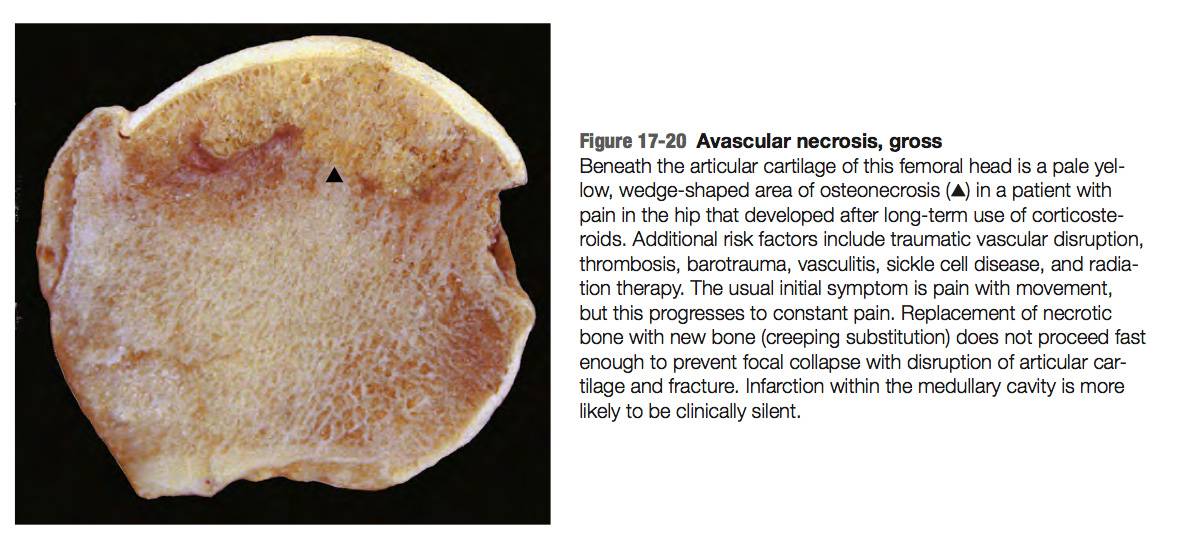 Figure 17-20 Avascular necrosis, gross
Beneath the articular cartilage of this femoral head is a pale yel-
low, wedge-shaped area of osteonecrosis (▲) in a patient with
pain in the hip that developed after long-term use of corticoste-
roids. Additional risk factors include traumatic vascular disruption,
thrombosis, barotrauma, vasculitis, sickle cell disease, and radia-
tion therapy. The usual initial symptom is pain with movement,
but this progresses to constant pain. Replacement of necrotic
bone with new bone (creeping substitution) does not proceed fast
enough to prevent focal collapse with disruption of articular car-
tilage and fracture. Infarction within the medullary cavity is more
likely to be clinically silent.